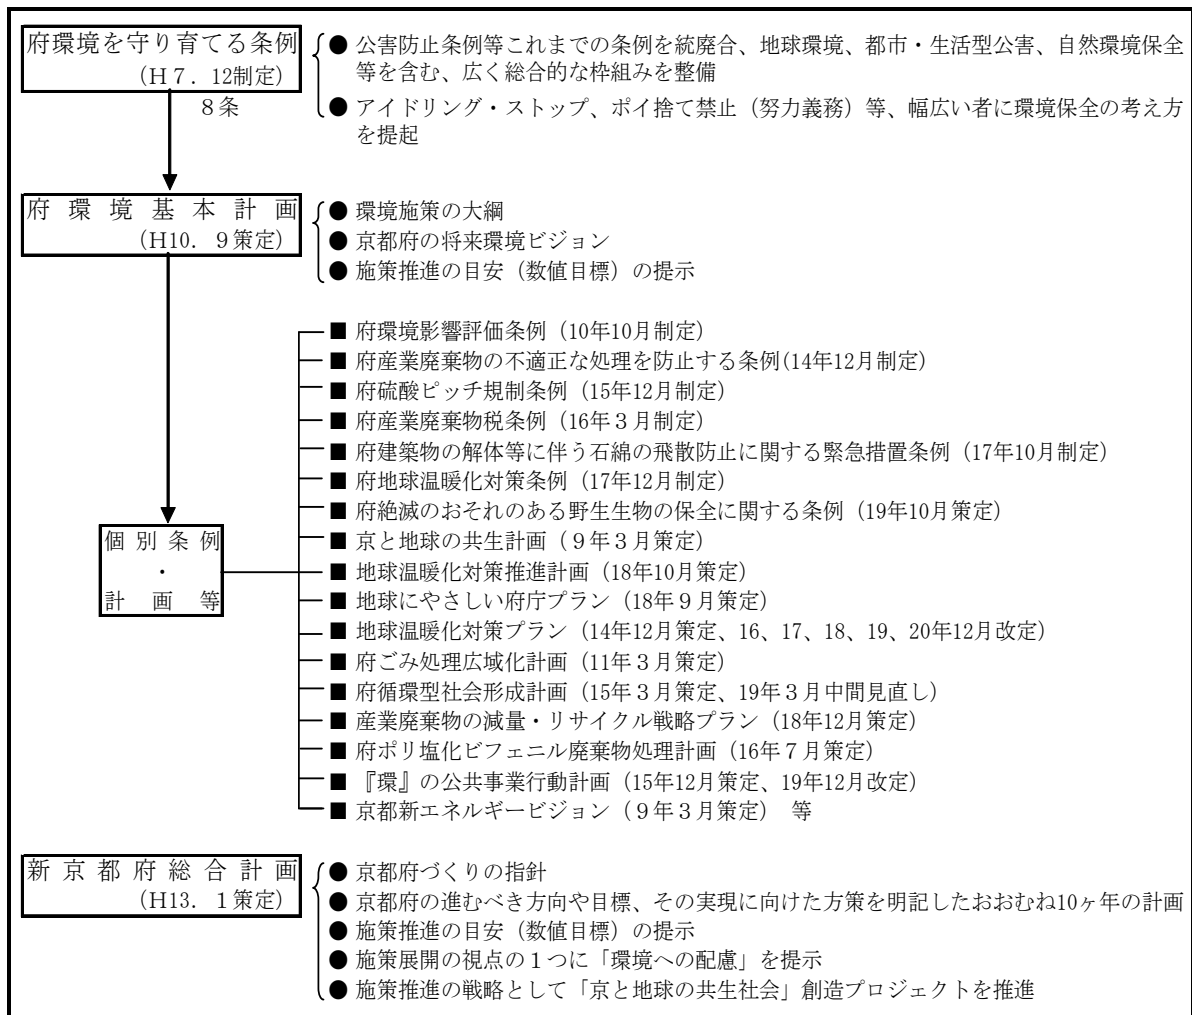 府環境を守り育てる条例
(H７．12制定)
８条
● 公害防止条例等これまでの条例を統廃合、地球環境、都市・生活型公害、自然環境保全
等を含む、広く総合的な枠組みを整備
● アイドリング・ストップ、ポイ捨て禁止（努力義務）等、幅広い者に環境保全の考え方
を提起
府環境基本計画
(H10．９策定)
● 環境施策の大綱
● 京都府の将来環境ビジョン
● 施策推進の目安（数値目標）の提示
個別条例
・
計画等
■ 府環境影響評価条例（10年10月制定）
■ 府産業廃棄物の不適正な処理を防止する条例(14年12月制定）
■ 府硫酸ピッチ規制条例（15年12月制定）
■ 府産業廃棄物税条例（16年３月制定）
■ 府建築物の解体等に伴う石綿の飛散防止に関する緊急措置条例（17年10月制定）
■ 府地球温暖化対策条例（17年12月制定）
■ 府絶滅のおそれのある野生生物の保全に関する条例（19年10月策定）
■ 京と地球の共生計画（９年３月策定）
■ 地球温暖化対策推進計画（18年10月策定）
■ 地球にやさしい府庁プラン（18年９月策定）
■ 地球温暖化対策プラン（14年12月策定、16、17、18、19、20年12月改定）
■ 府ごみ処理広域化計画（11年３月策定）
■ 府循環型社会形成計画（15年３月策定、19年３月中間見直し）
■ 産業廃棄物の減量・リサイクル戦略プラン（18年12月策定）
■ 府ポリ塩化ビフェニル廃棄物処理計画（16年７月策定）
■ 『環』の公共事業行動計画（15年12月策定、19年12月改定）
■ 京都新エネルギービジョン（９年３月策定） 等
新京都府総合計画
(H13．１策定)
● 京都府づくりの指針
● 京都府の進むべき方向や目標、その実現に向けた方策を明記したおおむね10ヶ年の計画
● 施策推進の目安（数値目標）の提示
● 施策展開の視点の１つに「環境への配慮」を提示
● 施策推進の戦略として「京と地球の共生社会」創造プロジェクトを推進